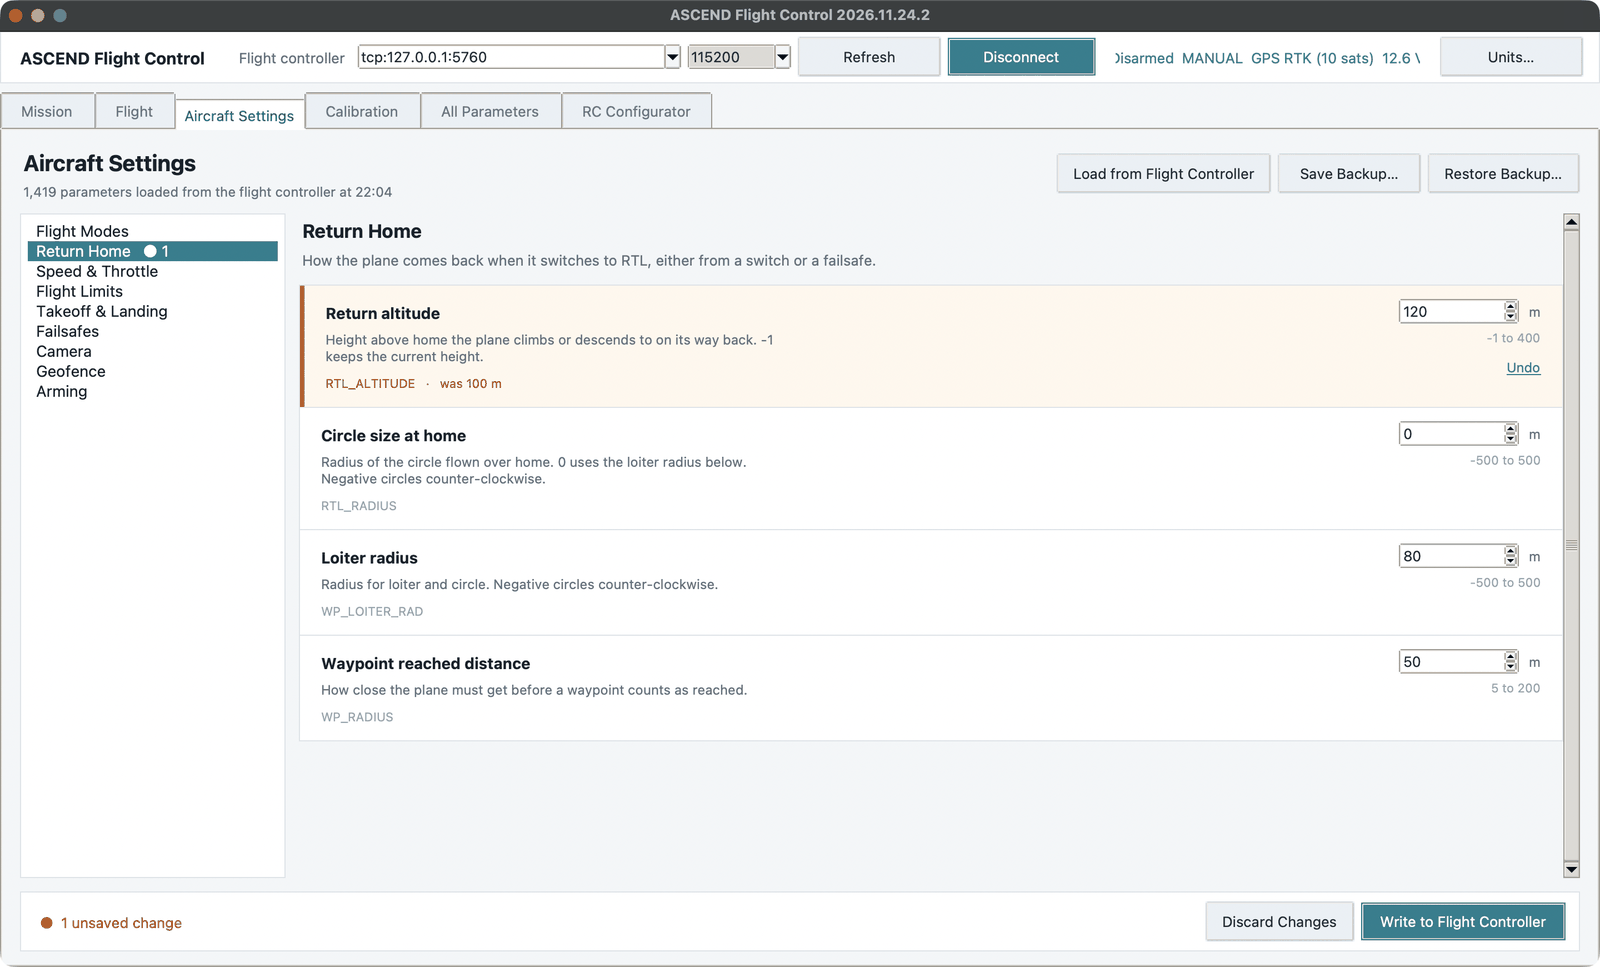 ASCEND Flight Control 2026.11.24.2
ASCEND Flight Control
Flight controller
tcp:127.0.0.1:5760
115200
Refresh
Disconnect
Disarmed MANUAL GPS RTK (10 sats) 12.6 V
Units...
Mission
Flight
Aircraft Settings
Calibration
All Parameters
RC Configurator
Aircraft Settings
1,419 parameters loaded from the flight controller at 22:04
Load from Flight Controller
Save Backup...
Restore Backup...
Flight Modes
Return Home 1
Speed & Throttle
Flight Limits
Takeoff & Landing
Failsafes
Camera
Geofence
Arming
Return Home
How the plane comes back when it switches to RTL, either from a switch or a failsafe.
Return altitude
Height above home the plane climbs or descends to on its way back. -1
keeps the current height.
RTL_ALTITUDE · was 100 m
120 m
-1 to 400
Undo
Circle size at home
Radius of the circle flown over home. 0 uses the loiter radius below.
Negative circles counter-clockwise.
RTL_RADIUS
0 m
-500 to 500
Loiter radius
Radius for loiter and circle. Negative circles counter-clockwise.
WP_LOITER_RAD
80 m
-500 to 500
Waypoint reached distance
How close the plane must get before a waypoint counts as reached.
WP_RADIUS
50 m
5 to 200
1 unsaved change
Discard Changes
Write to Flight Controller